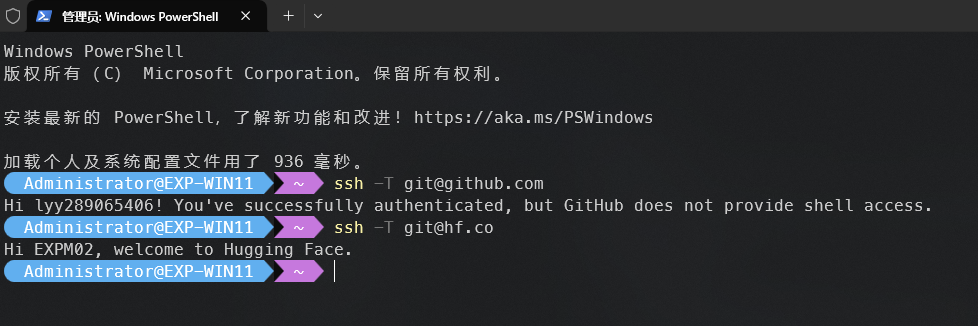 管理员: Windows PowerShell
Windows PowerShell
版权所有 (C) Microsoft Corporation。保留所有权利。
安装最新的 PowerShell，了解新功能和改进！https://aka.ms/PSWindows
加载个人及系统配置文件用了 936 毫秒。
Administrator@EXP-WIN11 ~ ssh -T git@github.com
Hi lyy289065406! You've successfully authenticated, but GitHub does not provide shell access.
Administrator@EXP-WIN11 ~ ssh -T git@hf.co
Hi EXPM02, welcome to Hugging Face.
Administrator@EXP-WIN11 ~